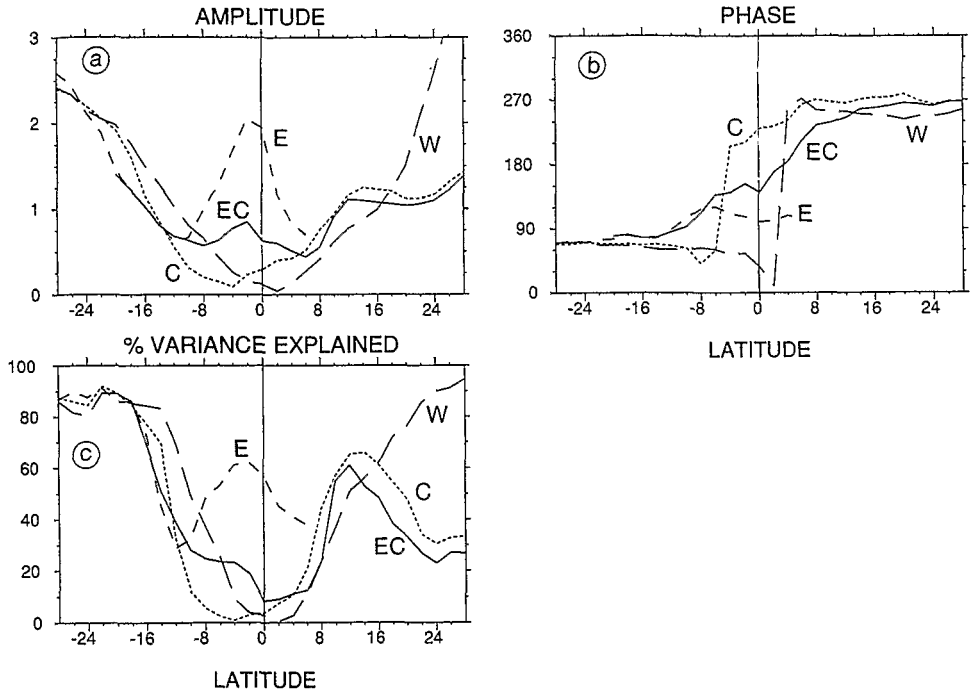 AMPLITUDE
3
2
1
0
-24 -16 -8 0 8 16 24
a
E
W
EC
C
PHASE
360
270
180
90
0
-24 -16 -8 0 8 16 24
LATITUDE
b
C
EC
W
E
% VARIANCE EXPLAINED
100
80
60
40
20
0
-24 -16 -8 0 8 16 24
LATITUDE
c
E
W
C
EC